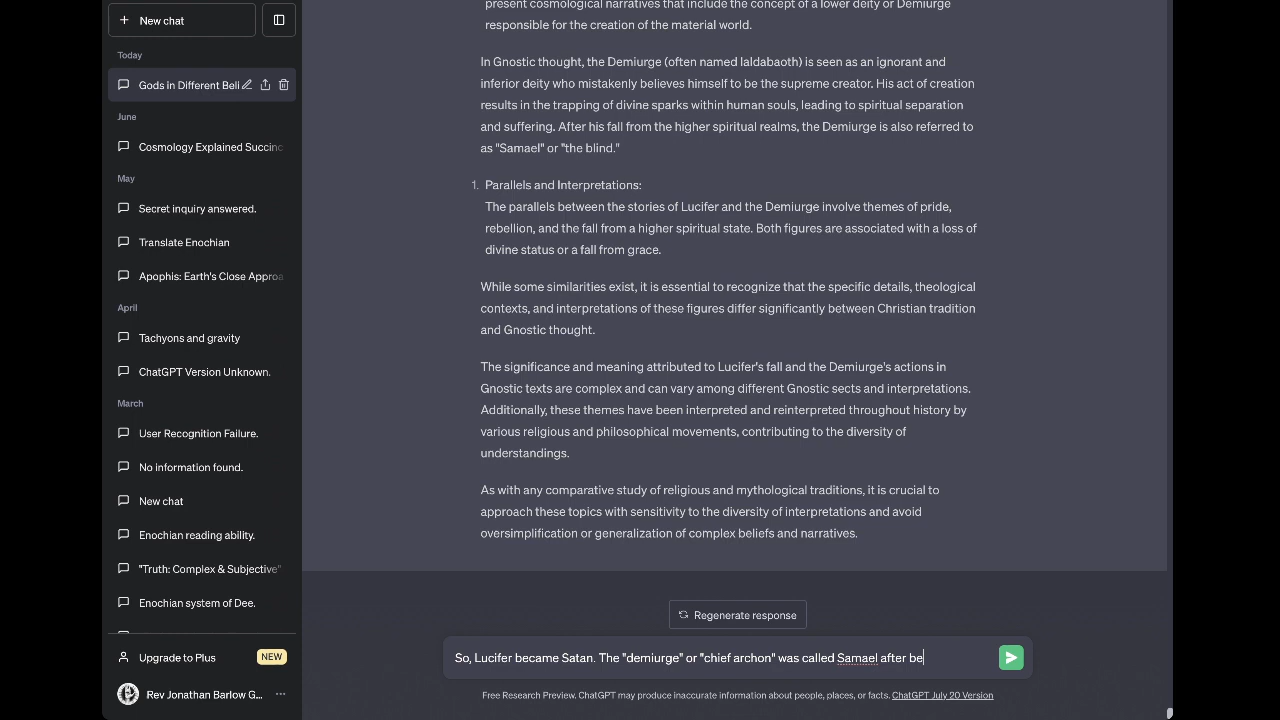 New chat
Today
Gods in Different Beli
June
Cosmology Explained Succinc
May
Secret inquiry answered.
Translate Enochian
Apophis: Earth's Close Approa
April
Tachyons and gravity
ChatGPT Version Unknown.
March
User Recognition Failure.
No information found.
New chat
Enochian reading ability.
"Truth: Complex & Subjective"
Enochian system of Dee.
Upgrade to Plus NEW
Rev Jonathan Barlow G...
present cosmological narratives that include the concept of a lower deity or Demiurge
responsible for the creation of the material world.
In Gnostic thought, the Demiurge (often named Ialdabaoth) is seen as an ignorant and
inferior deity who mistakenly believes himself to be the supreme creator. His act of creation
results in the trapping of divine sparks within human souls, leading to spiritual separation
and suffering. After his fall from the higher spiritual realms, the Demiurge is also referred to
as "Samael" or "the blind."
1. Parallels and Interpretations:
The parallels between the stories of Lucifer and the Demiurge involve themes of pride,
rebellion, and the fall from a higher spiritual state. Both figures are associated with a loss of
divine status or a fall from grace.
While some similarities exist, it is essential to recognize that the specific details, theological
contexts, and interpretations of these figures differ significantly between Christian tradition
and Gnostic thought.
The significance and meaning attributed to Lucifer's fall and the Demiurge's actions in
Gnostic texts are complex and can vary among different Gnostic sects and interpretations.
Additionally, these themes have been interpreted and reinterpreted throughout history by
various religious and philosophical movements, contributing to the diversity of
understandings.
As with any comparative study of religious and mythological traditions, it is crucial to
approach these topics with sensitivity to the diversity of interpretations and avoid
oversimplification or generalization of complex beliefs and narratives.
Regenerate response
So, Lucifer became Satan. The "demiurge" or "chief archon" was called Samael after be
Free Research Preview. ChatGPT may produce inaccurate information about people, places, or facts. ChatGPT July 20 Version